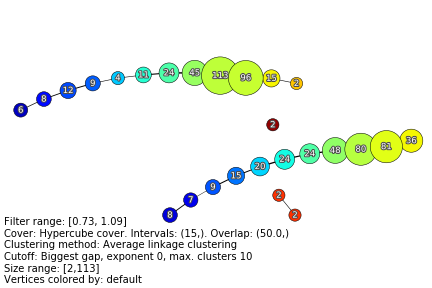 6 8 12 9 4 11 24 45 113 96 15 2
2
8 7 9 15 20 24 24 48 80 81 36
2
2
Filter range: [0.73, 1.09]
Cover: Hypercube cover. Intervals: (15,). Overlap: (50.0,)
Clustering method: Average linkage clustering
Cutoff: Biggest gap, exponent 0, max. clusters 10
Size range: [2,113]
Vertices colored by: default